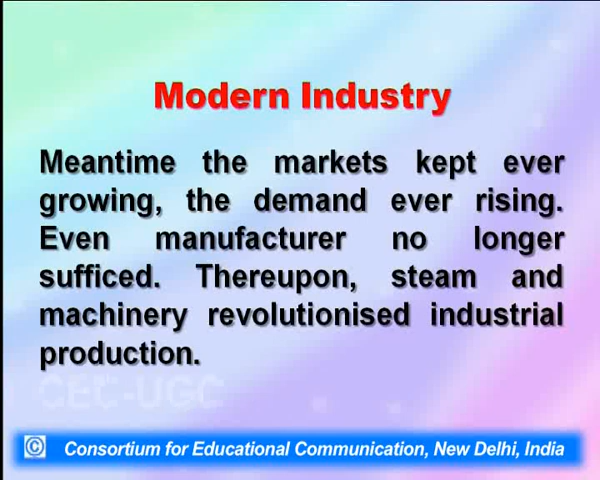 Modern Industry
Meantime the markets kept ever
growing, the demand ever rising.
Even manufacturer no longer
sufficed. Thereupon, steam and
machinery revolutionised industrial
production.
CEC-UGC
© Consortium for Educational Communication, New Delhi, India